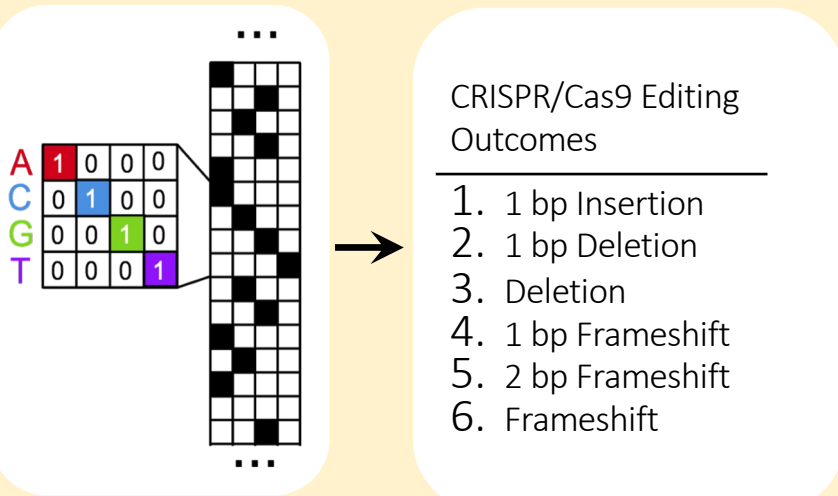 ...
A 1 0 0 0
C 0 1 0 0
G 0 0 1 0
T 0 0 0 1
...
CRISPR/Cas9 Editing
Outcomes
1. 1 bp Insertion
2. 1 bp Deletion
3. Deletion
4. 1 bp Frameshift
5. 2 bp Frameshift
6. Frameshift